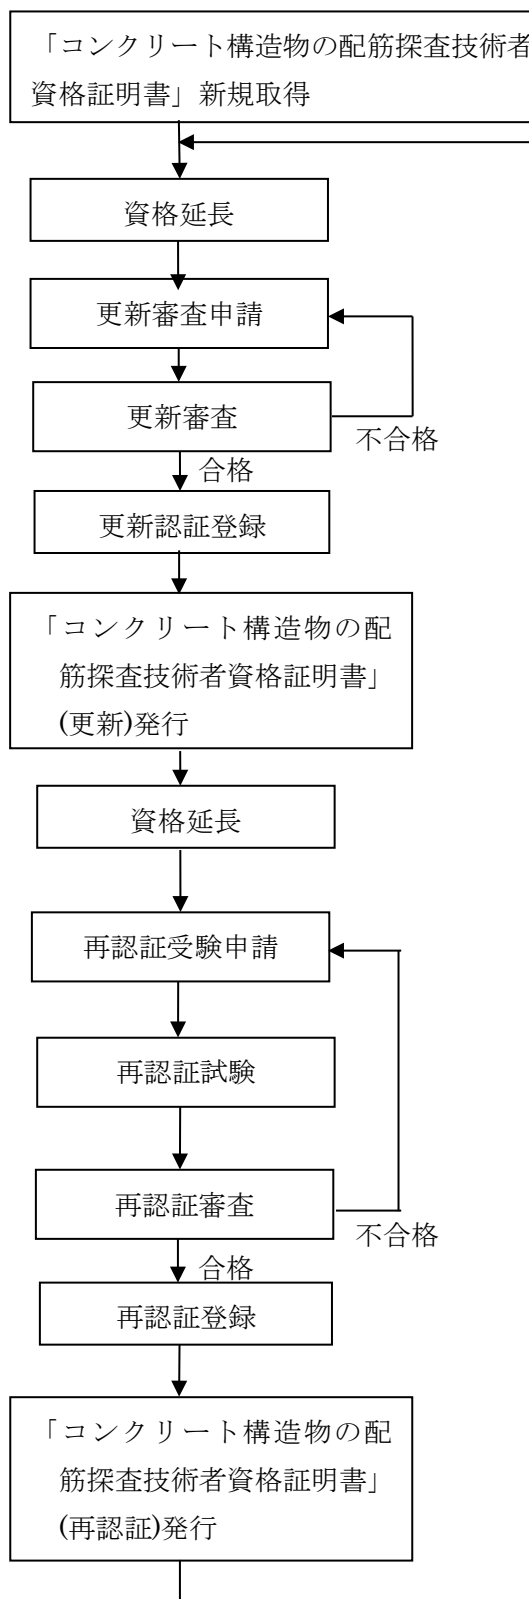 「コンクリート構造物の配筋探査技術者
資格証明書」新規取得
資格延長
更新審査申請
更新審査
不合格
合格
更新認証登録
「コンクリート構造物の配
筋探査技術者資格証明書」
(更新)発行
資格延長
再認証受験申請
再認証試験
再認証審査
不合格
合格
再認証登録
「コンクリート構造物の配
筋探査技術者資格証明書」
(再認証)発行